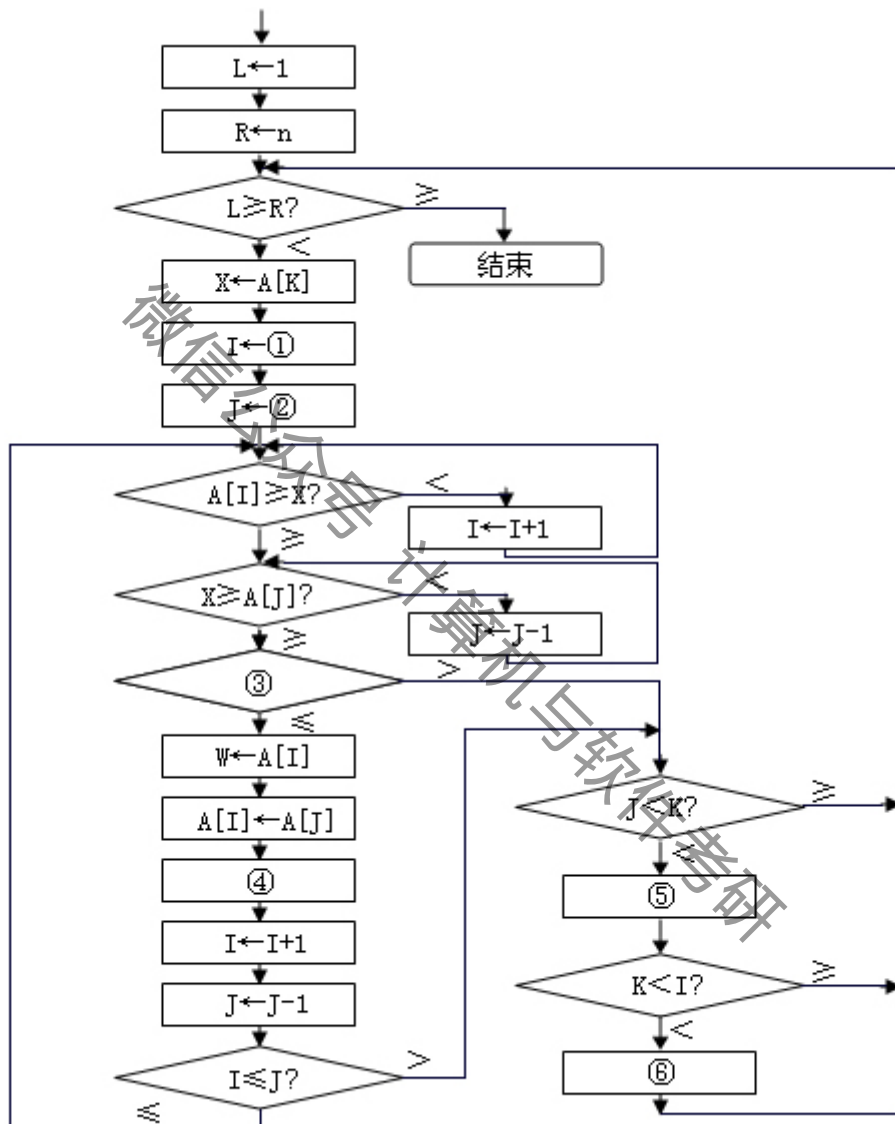 L←1
R←n
L≥R?
≥
<
结束
X←A[K]
I←①
J←②
A[I]≥X?
<
I←I+1
≥
X≥A[J]?
<
J←J-1
≥
③
>
≤
W←A[I]
A[I]←A[J]
④
I←I+1
J←J-1
I≤J?
>
≤
J<K?
≥
≤
⑤
K<I?
≥
<
⑥
微信公众号 计算机与软件考研